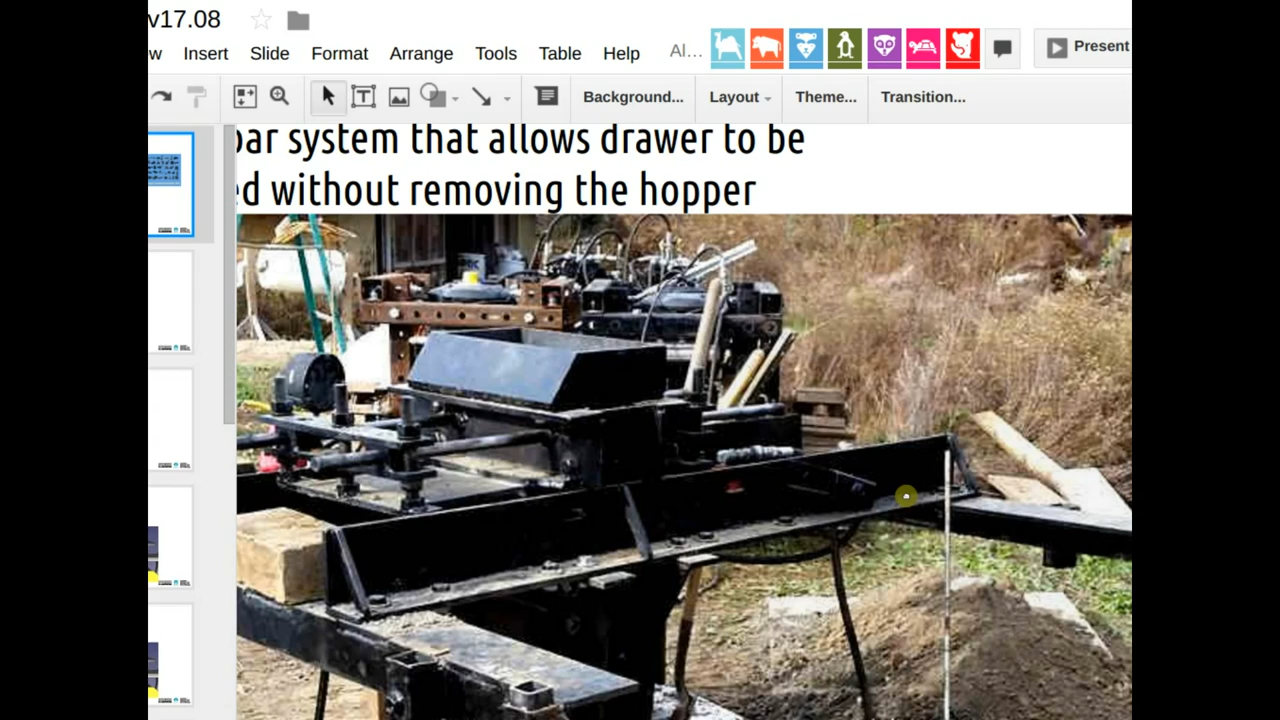 v17.08
w Insert Slide Format Arrange Tools Table Help Al...
Present
Background... Layout Theme... Transition...
bar system that allows drawer to be
ed without removing the hopper